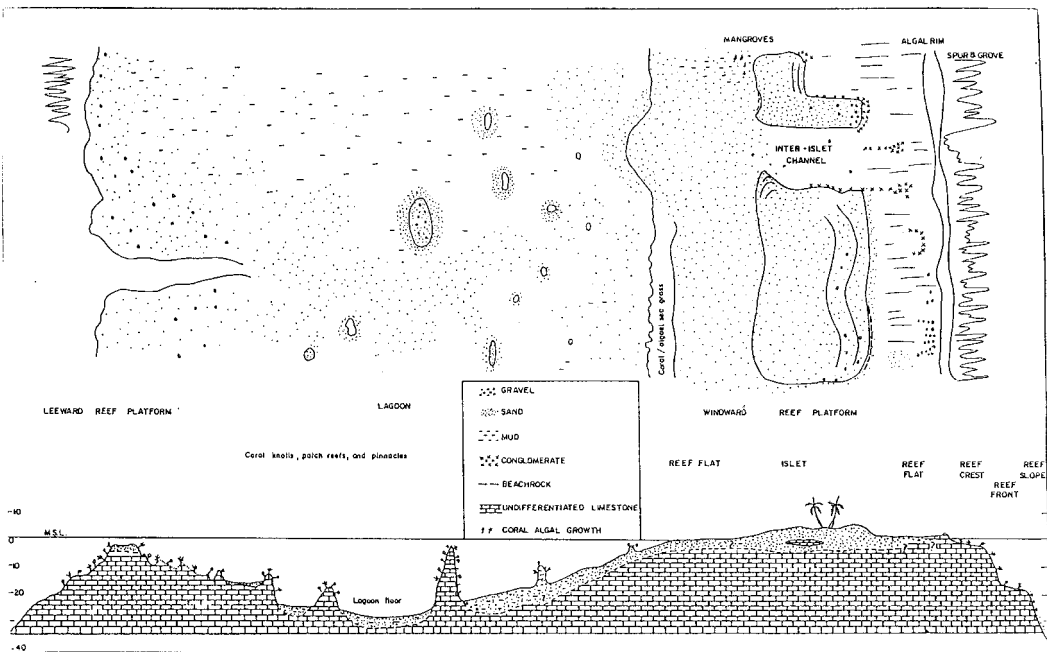 MANGROVES
ALGAL RIM
SPUR & GROVE
INTER-ISLET
CHANNEL
Coral/algael sea grass
LEEWARD REEF PLATFORM
LAGOON
WINDWARD REEF PLATFORM
Coral knolls, patch reefs, and pinnacles
GRAVEL
SAND
MUD
CONGLOMERATE
BEACHROCK
UNDIFFERENTIATED LIMESTONE
CORAL ALGAL GROWTH
REEF FLAT
ISLET
REEF
FLAT
REEF
CREST
REEF
FRONT
REEF
SLOPE
-10
M.S.L.
0
-10
-20
-40
Lagoon floor